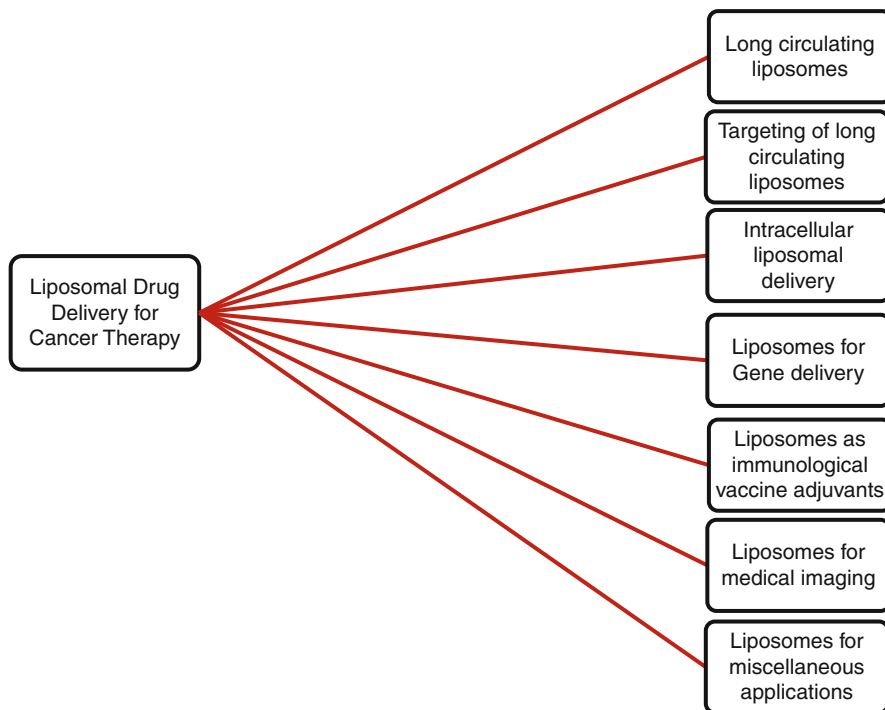 Long circulating
liposomes
Targeting of long
circulating
liposomes
Intracellular
liposomal
delivery
Liposomal Drug
Delivery for
Cancer Therapy
Liposomes for
Gene delivery
Liposomes as
immunological
vaccine adjuvants
Liposomes for
medical imaging
Liposomes for
miscellaneous
applications